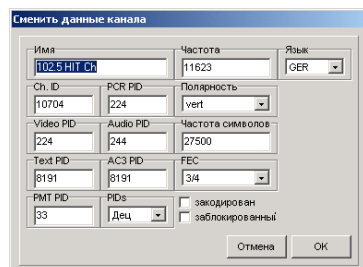 Сменить данные канала
Имя Частота Язык
102.5 HIT Ch 11623 GER
Ch. ID PCR PID Полярность
10704 224 vert
Video PID Audio PID Частота символов
224 244 27500
Text PID AC3 PID FEC
8191 8191 3/4
PMT PID PIDs закодирован
33 Дец заблокированный
Отмена OK